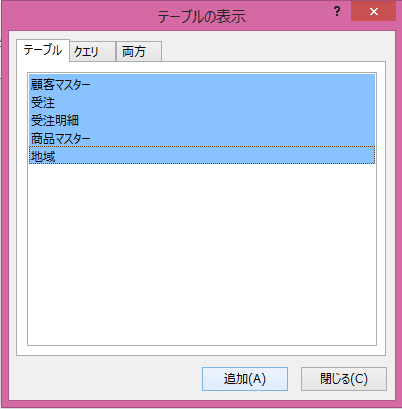 テーブルの表示
?
×
テーブル クエリ 両方
顧客マスター
受注
受注明細
商品マスター
地域
追加(A) 閉じる(C)